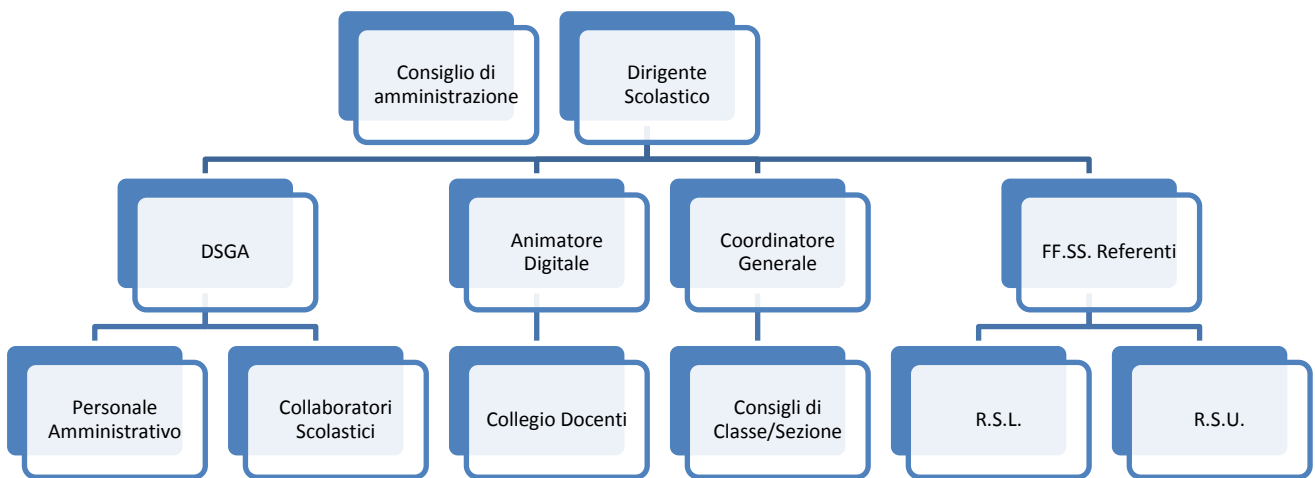 Consiglio di
amministrazione
Dirigente
Scolastico
DSGA
Animatore
Digitale
Coordinatore
Generale
FF.SS. Referenti
Personale
Amministrativo
Collaboratori
Scolastici
Collegio Docenti
Consigli di
Classe/Sezione
R.S.L.
R.S.U.